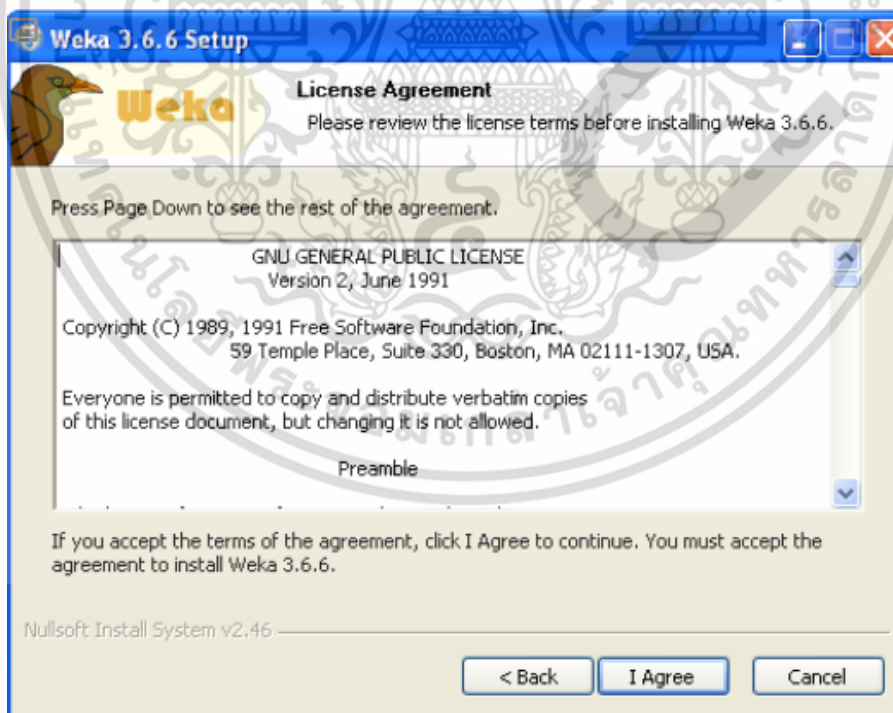 Weka 3.6.6 Setup
Weka
License Agreement
Please review the license terms before installing Weka 3.6.6.
Press Page Down to see the rest of the agreement.
GNU GENERAL PUBLIC LICENSE
Version 2, June 1991
Copyright (C) 1989, 1991 Free Software Foundation, Inc.
59 Temple Place, Suite 330, Boston, MA 02111-1307, USA.
Everyone is permitted to copy and distribute verbatim copies
of this license document, but changing it is not allowed.
Preamble
If you accept the terms of the agreement, click I Agree to continue. You must accept the
agreement to install Weka 3.6.6.
Nullsoft Install System v2.46
< Back
I Agree
Cancel